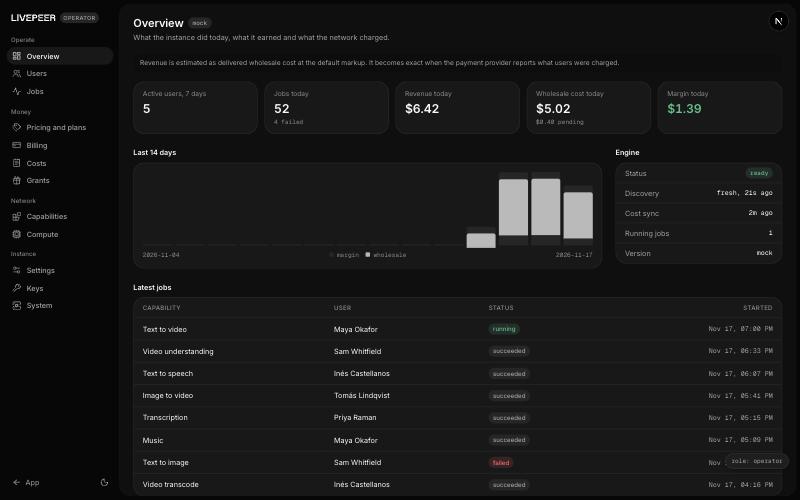 LIVEPEER OPERATOR
Operate
Overview
Users
Jobs
Money
Pricing and plans
Billing
Costs
Grants
Network
Capabilities
Compute
Instance
Settings
Keys
System
App
Overview mock
What the instance did today, what it earned and what the network charged.
N
Revenue is estimated as delivered wholesale cost at the default markup. It becomes exact when the payment provider reports what users were charged.
Active users, 7 days
5
Jobs today
52
4 failed
Revenue today
$6.42
Wholesale cost today
$5.02
$0.40 pending
Margin today
$1.39
Last 14 days
2026-11-04 margin wholesale 2026-11-17
Engine
Status ready
Discovery fresh, 21s ago
Cost sync 2m ago
Running jobs 1
Version mock
Latest jobs
CAPABILITY USER STATUS STARTED
Text to video Maya Okafor running Nov 17, 07:00 PM
Video understanding Sam Whitfield succeeded Nov 17, 06:33 PM
Text to speech Inés Castellanos succeeded Nov 17, 06:07 PM
Image to video Tomás Lindqvist succeeded Nov 17, 05:41 PM
Transcription Priya Raman succeeded Nov 17, 05:15 PM
Music Maya Okafor succeeded Nov 17, 05:09 PM
Text to image Sam Whitfield failed Nov
role: operator
Video transcode Inés Castellanos succeeded Nov 17, 04:16 PM